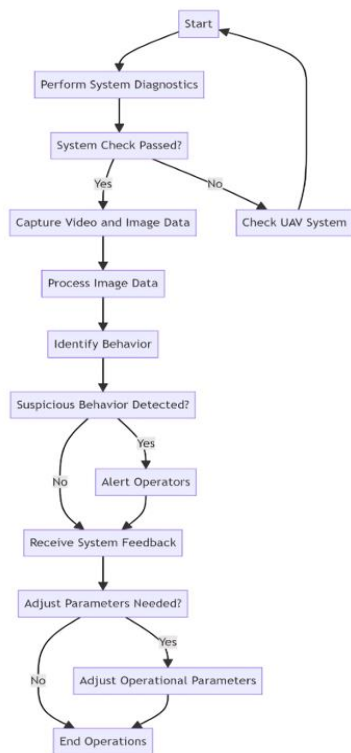 Start
Perform System Diagnostics
System Check Passed?
Yes
No
Capture Video and Image Data
Check UAV System
Process Image Data
Identify Behavior
Suspicious Behavior Detected?
Yes
No
Alert Operators
Receive System Feedback
Adjust Parameters Needed?
Yes
No
Adjust Operational Parameters
End Operations